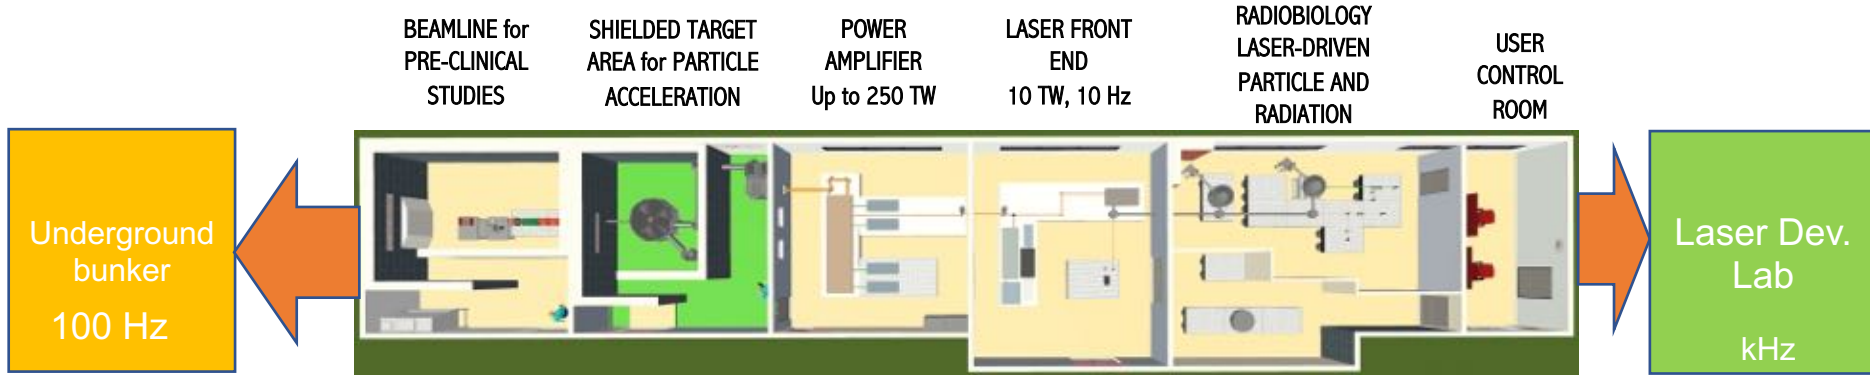 BEAMLINE for
PRE-CLINICAL
STUDIES
SHIELDED TARGET
AREA for PARTICLE
ACCELERATION
POWER
AMPLIFIER
Up to 250 TW
LASER FRONT
END
10 TW, 10 Hz
RADIOBIOLOGY
LASER-DRIVEN
PARTICLE AND
RADIATION
USER
CONTROL
ROOM
Underground
bunker
100 Hz
Laser Dev.
Lab
kHz